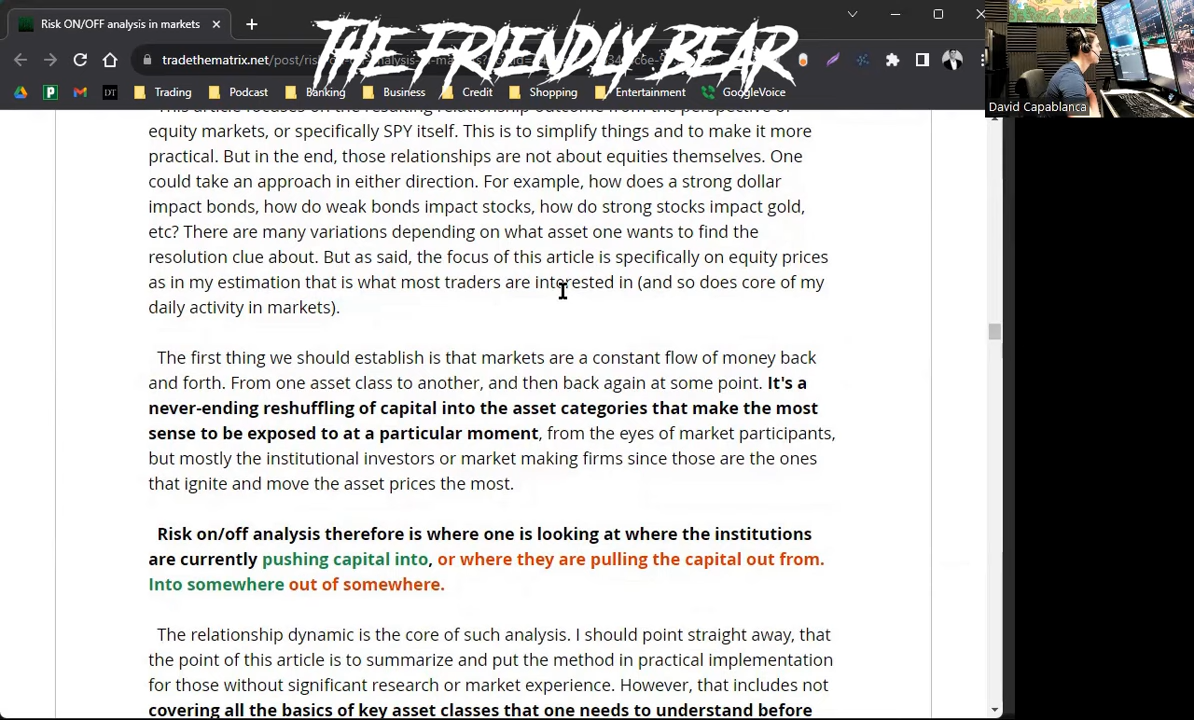 Risk ON/OFF analysis in markets
THE FRIENDLY BEAR
tradethematrix.net/post/
Trading
Podcast
Banking
Business
Credit
Shopping
Entertainment
GoogleVoice
David Capablanca
equity markets, or specifically SPY itself. This is to simplify things and to make it more
practical. But in the end, those relationships are not about equities themselves. One
could take an approach in either direction. For example, how does a strong dollar
impact bonds, how do weak bonds impact stocks, how do strong stocks impact gold,
etc? There are many variations depending on what asset one wants to find the
resolution clue about. But as said, the focus of this article is specifically on equity prices
as in my estimation that is what most traders are interested in (and so does core of my
daily activity in markets).
The first thing we should establish is that markets are a constant flow of money back
and forth. From one asset class to another, and then back again at some point. It's a
never-ending reshuffling of capital into the asset categories that make the most
sense to be exposed to at a particular moment, from the eyes of market participants,
but mostly the institutional investors or market making firms since those are the ones
that ignite and move the asset prices the most.
Risk on/off analysis therefore is where one is looking at where the institutions
are currently pushing capital into, or where they are pulling the capital out from.
Into somewhere out of somewhere.
The relationship dynamic is the core of such analysis. I should point straight away, that
the point of this article is to summarize and put the method in practical implementation
for those without significant research or market experience. However, that includes not
covering all the basics of key asset classes that one needs to understand before